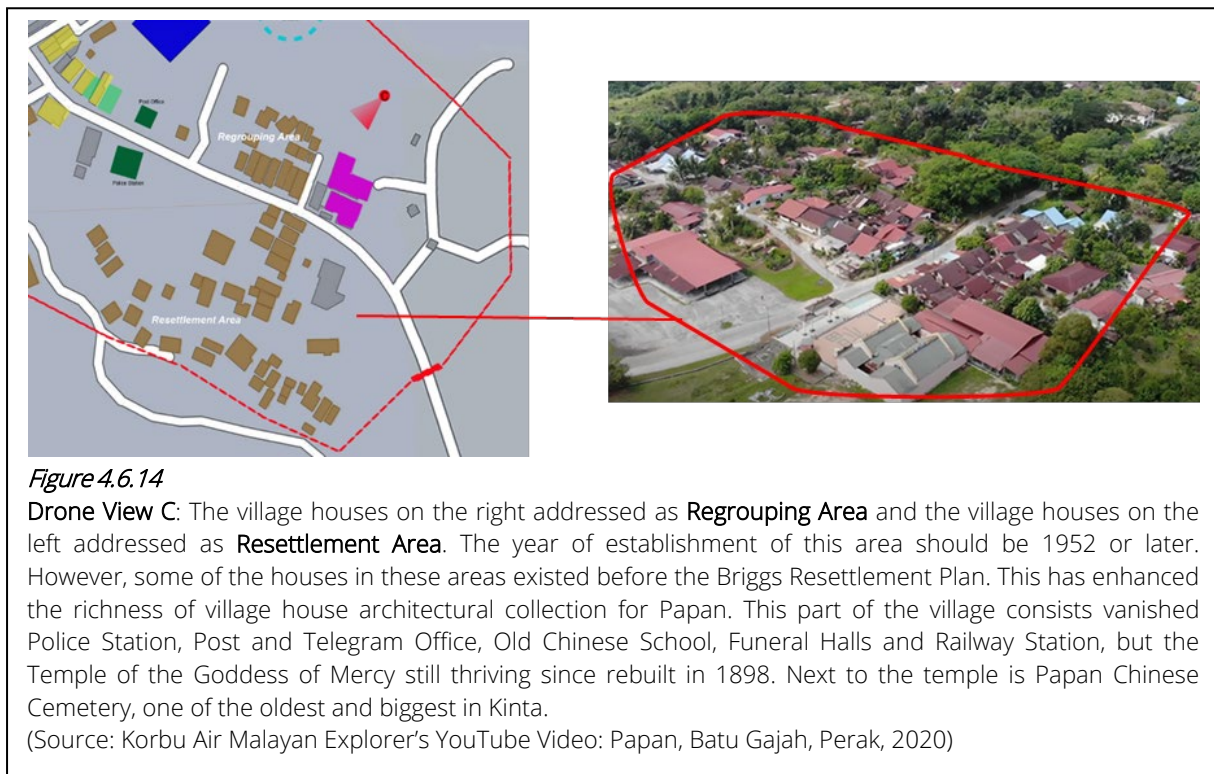 Post Office
Regrouping Area
Police Station
Resettlement Area
Figure 4.6.14
Drone View C: The village houses on the right addressed as Regrouping Area and the village houses on the
left addressed as Resettlement Area. The year of establishment of this area should be 1952 or later.
However, some of the houses in these areas existed before the Briggs Resettlement Plan. This has enhanced
the richness of village house architectural collection for Papan. This part of the village consists vanished
Police Station, Post and Telegram Office, Old Chinese School, Funeral Halls and Railway Station, but the
Temple of the Goddess of Mercy still thriving since rebuilt in 1898. Next to the temple is Papan Chinese
Cemetery, one of the oldest and biggest in Kinta.
(Source: Korbu Air Malayan Explorer’s YouTube Video: Papan, Batu Gajah, Perak, 2020)